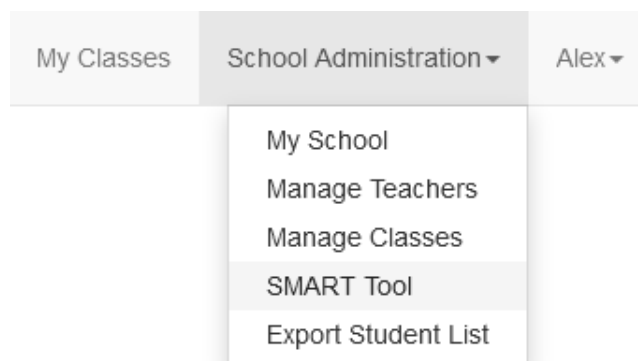 My Classes School Administration Alex
My School
Manage Teachers
Manage Classes
SMART Tool
Export Student List